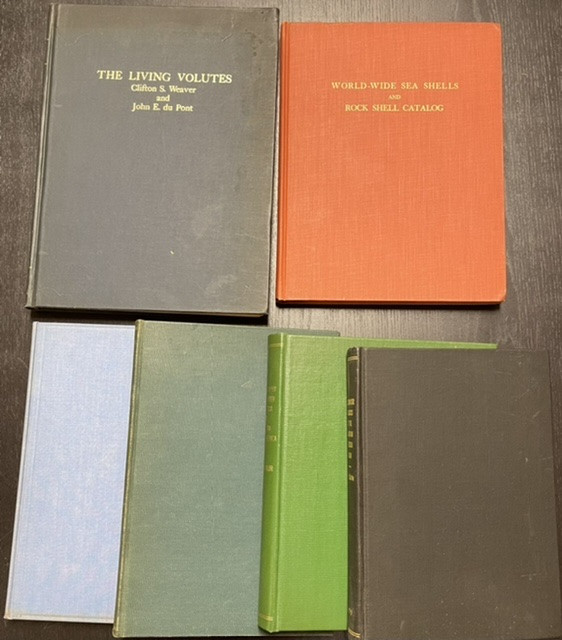 THE LIVING VOLUTES
Clifton S. Weaver
and
John E. du Pont
WORLD-WIDE SEA SHELLS
AND
ROCK SHELL CATALOG